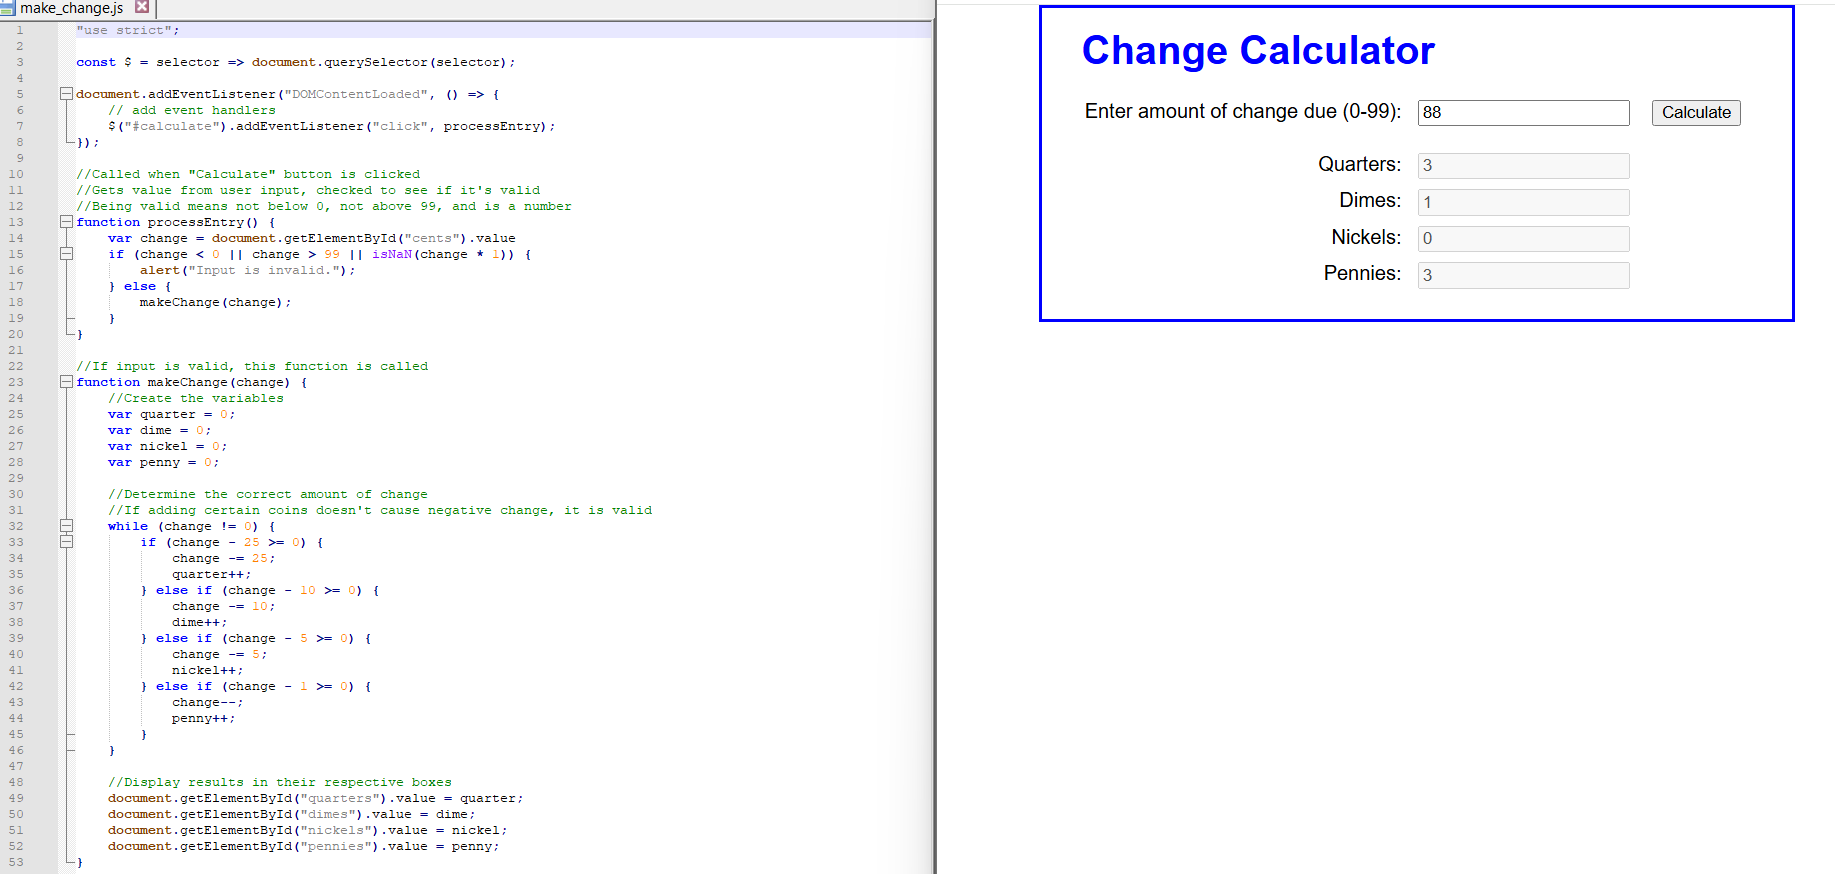 make_change.js
1 "use strict";
2
3 const $ = selector => document.querySelector(selector);
4
5 document.addEventListener("DOMContentLoaded", () => {
6     // add event handlers
7     $("#calculate").addEventListener("click", processEntry);
8 });
9
10 //Called when "Calculate" button is clicked
11 //Gets value from user input, checked to see if it's valid
12 //Being valid means not below 0, not above 99, and is a number
13 function processEntry() {
14     var change = document.getElementById("cents").value
15     if (change < 0 || change > 99 || isNaN(change * 1)) {
16         alert("Input is invalid.");
17     } else {
18         makeChange(change);
19     }
20 }
21
22 //If input is valid, this function is called
23 function makeChange(change) {
24     //Create the variables
25     var quarter = 0;
26     var dime = 0;
27     var nickel = 0;
28     var penny = 0;
29
30     //Determine the correct amount of change
31     //If adding certain coins doesn't cause negative change, it is valid
32     while (change != 0) {
33         if (change - 25 >= 0) {
34             change -= 25;
35             quarter++;
36         } else if (change - 10 >= 0) {
37             change -= 10;
38             dime++;
39         } else if (change - 5 >= 0) {
40             change -= 5;
41             nickel++;
42         } else if (change - 1 >= 0) {
43             change--;
44             penny++;
45         }
46     }
47
48     //Display results in their respective boxes
49     document.getElementById("quarters").value = quarter;
50     document.getElementById("dimes").value = dime;
51     document.getElementById("nickels").value = nickel;
52     document.getElementById("pennies").value = penny;
53 }
Change Calculator
Enter amount of change due (0-99): 88 Calculate
Quarters: 3
Dimes: 1
Nickels: 0
Pennies: 3